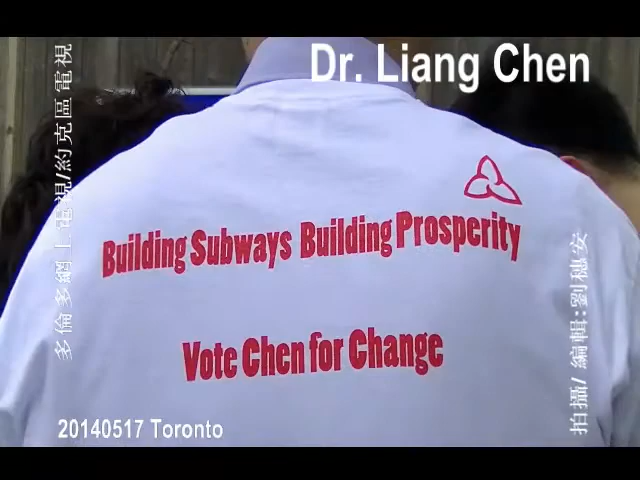 Dr. Liang Chen
多倫多網上電視/約克區電視
Building Subways Building Prosperity
Vote Chen for Change
拍攝/編輯:劉穗安
20140517 Toronto